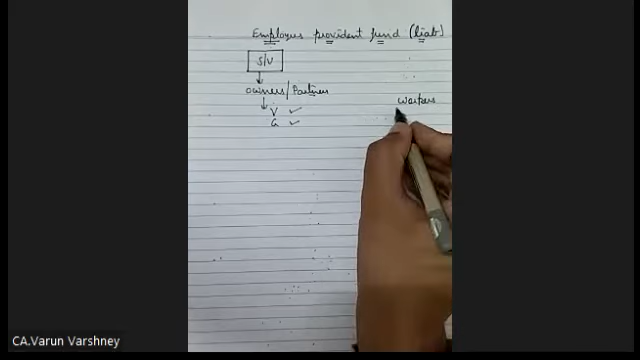 Employees provident fund (liab)
S/V
owners/Partners
workers
V ✓
G ✓
CA.Varun Varshney